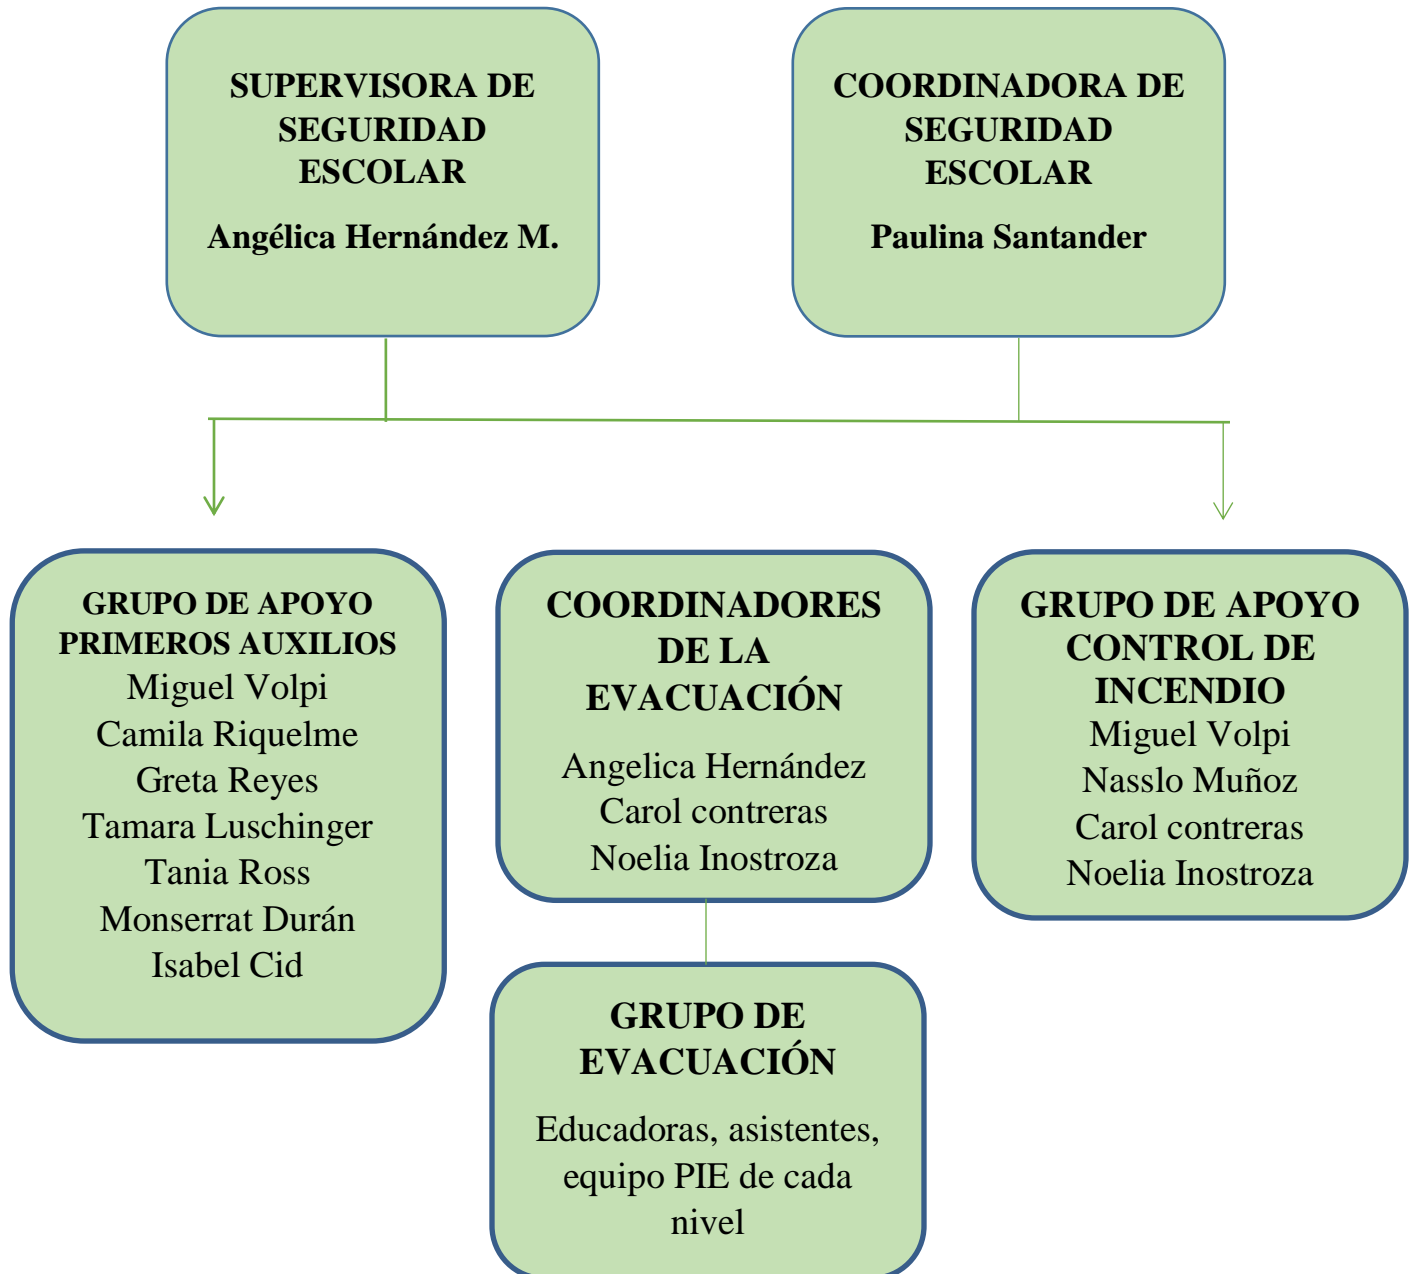 SUPERVISORA DE
SEGURIDAD
ESCOLAR
Angélica Hernández M.
COORDINADORA DE
SEGURIDAD
ESCOLAR
Paulina Santander
GRUPO DE APOYO
PRIMEROS AUXILIOS
Miguel Volpi
Camila Riquelme
Greta Reyes
Tamara Luschinger
Tania Ross
Monserrat Durán
Isabel Cid
COORDINADORES
DE LA
EVACUACIÓN
Angelica Hernández
Carol contreras
Noelia Inostroza
GRUPO DE APOYO
CONTROL DE
INCENDIO
Miguel Volpi
Nasslo Muñoz
Carol contreras
Noelia Inostroza
GRUPO DE
EVACUACIÓN
Educadoras, asistentes,
equipo PIE de cada
nivel